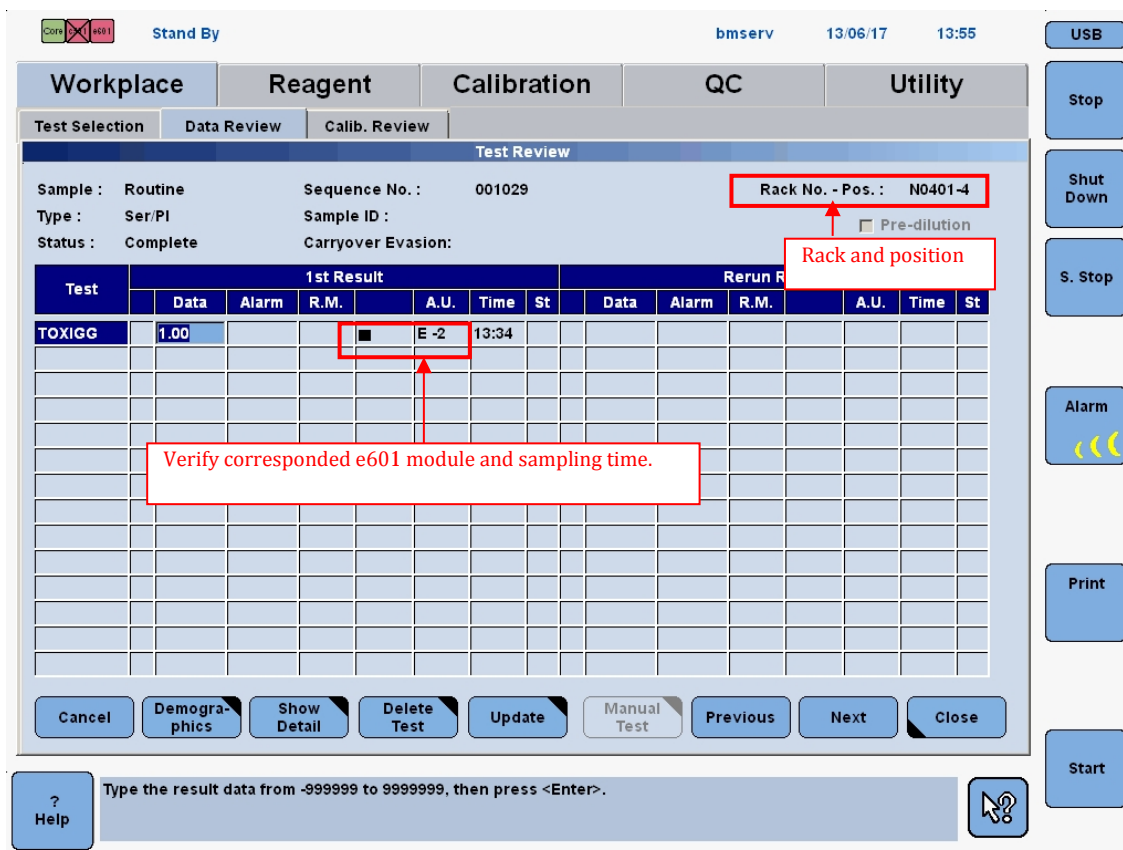 Core e601 Stand By bmserv 13/06/17 13:55 USB
Workplace Reagent Calibration QC Utility
Stop
Test Selection Data Review Calib. Review
Test Review
Sample : Routine Sequence No. : 001029 Rack No. - Pos. : N0401-4
Shut
Down
Type : Ser/Pl Sample ID : Pre-dilution
Status : Complete Carryover Evasion:
Rack and position
S. Stop
Test 1st Result Rerun R
Data Alarm R.M. A.U. Time St Data Alarm R.M. A.U. Time St
TOXIGG 1.00 E -2 13:34
Alarm
Verify corresponded e601 module and sampling time.
Print
Cancel Demogra-
phics Show
Detail Delete
Test Update Manual
Test Previous Next Close
Start
?
Help
Type the result data from -999999 to 9999999, then press <Enter>.
?